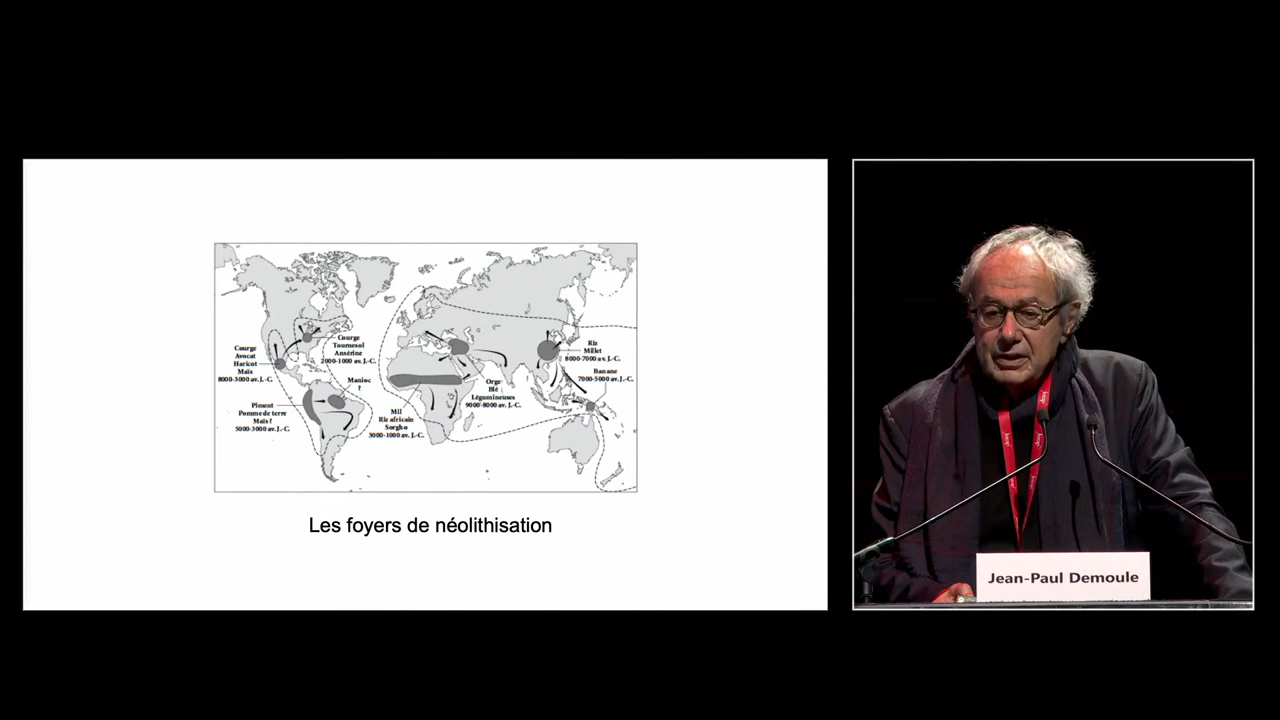 Courge
Avocat
Haricot
Maïs
8000-3000 av. J.-C.
Courge
Tournesol
Ansérine
2000-1000 av. J.-C.
Manioc
?
Piment
Pomme de terre
Maïs ?
5000-3000 av. J.-C.
Mil
Riz africain
Sorgho
3000-1000 av. J.-C.
Orge
Blé
Légumineuses
9000-8000 av. J.-C.
Riz
Millet
8000-7000 av. J.-C.
Banane
7000-5000 av. J.-C.
Les foyers de néolithisation
Jean-Paul Demoule